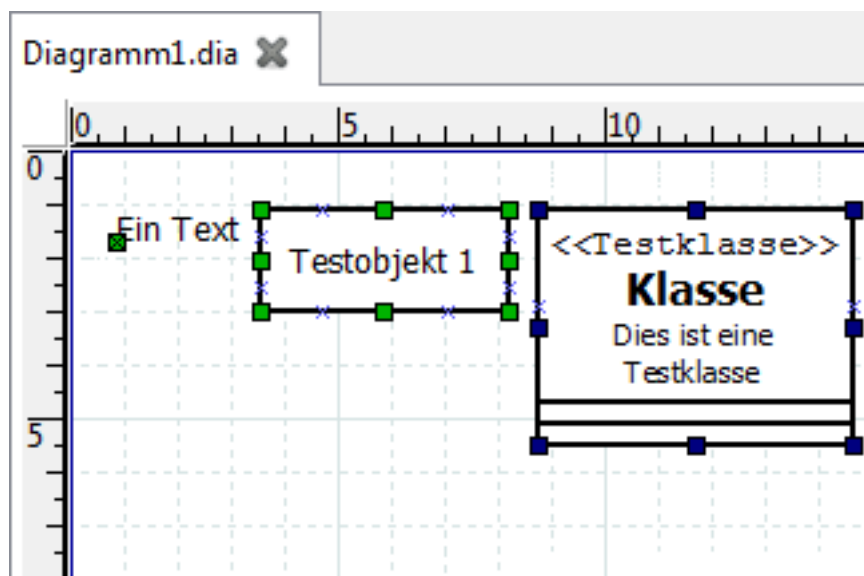 Diagramm1.dia
0 5 10
0
Ein Text
Testobjekt 1
<<Testklasse>>
Klasse
Dies ist eine
Testklasse
5